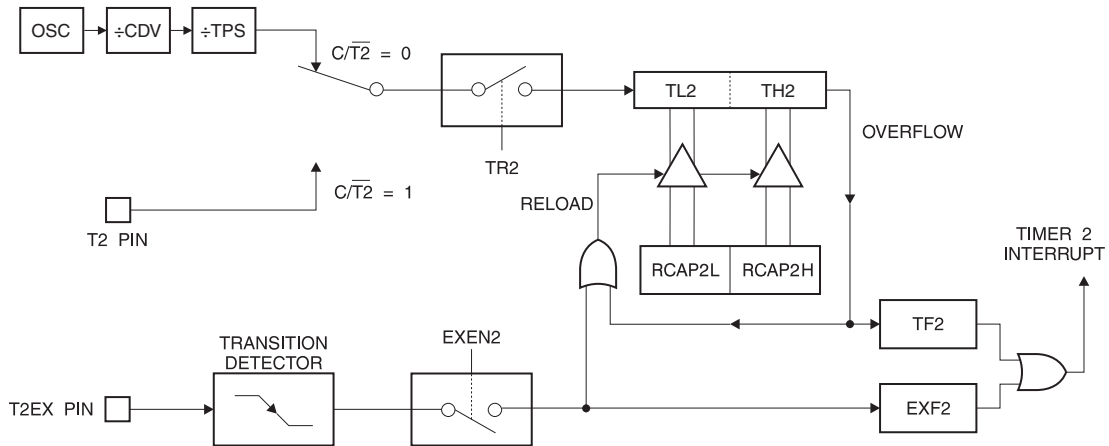 OSC
÷CDV
÷TPS
C/T2̅ = 0
TL2
TH2
OVERFLOW
TR2
C/T2̅ = 1
RELOAD
T2 PIN
RCAP2L
RCAP2H
TIMER 2
INTERRUPT
TF2
TRANSITION
DETECTOR
EXEN2
T2EX PIN
EXF2